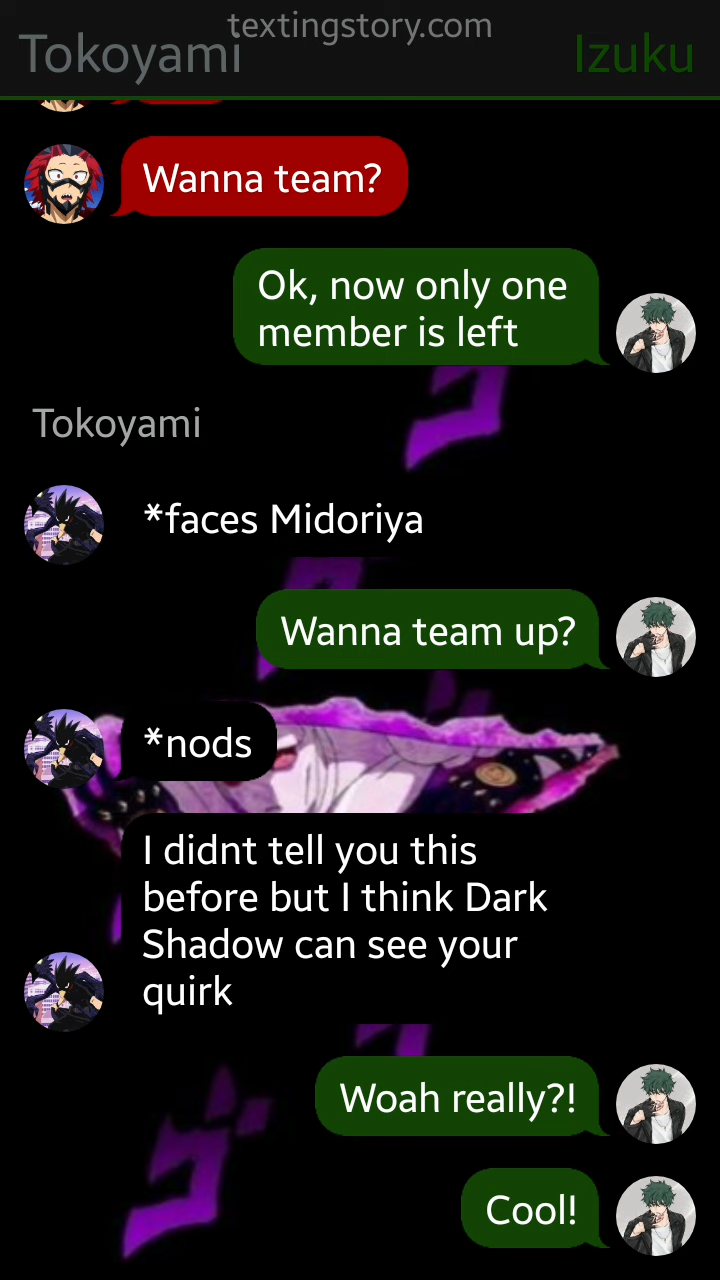 textingstory.com
Tokoyami
Izuku
Wanna team?
Ok, now only one
member is left
Tokoyami
*faces Midoriya
Wanna team up?
*nods
I didnt tell you this
before but I think Dark
Shadow can see your
quirk
Woah really?!
Cool!